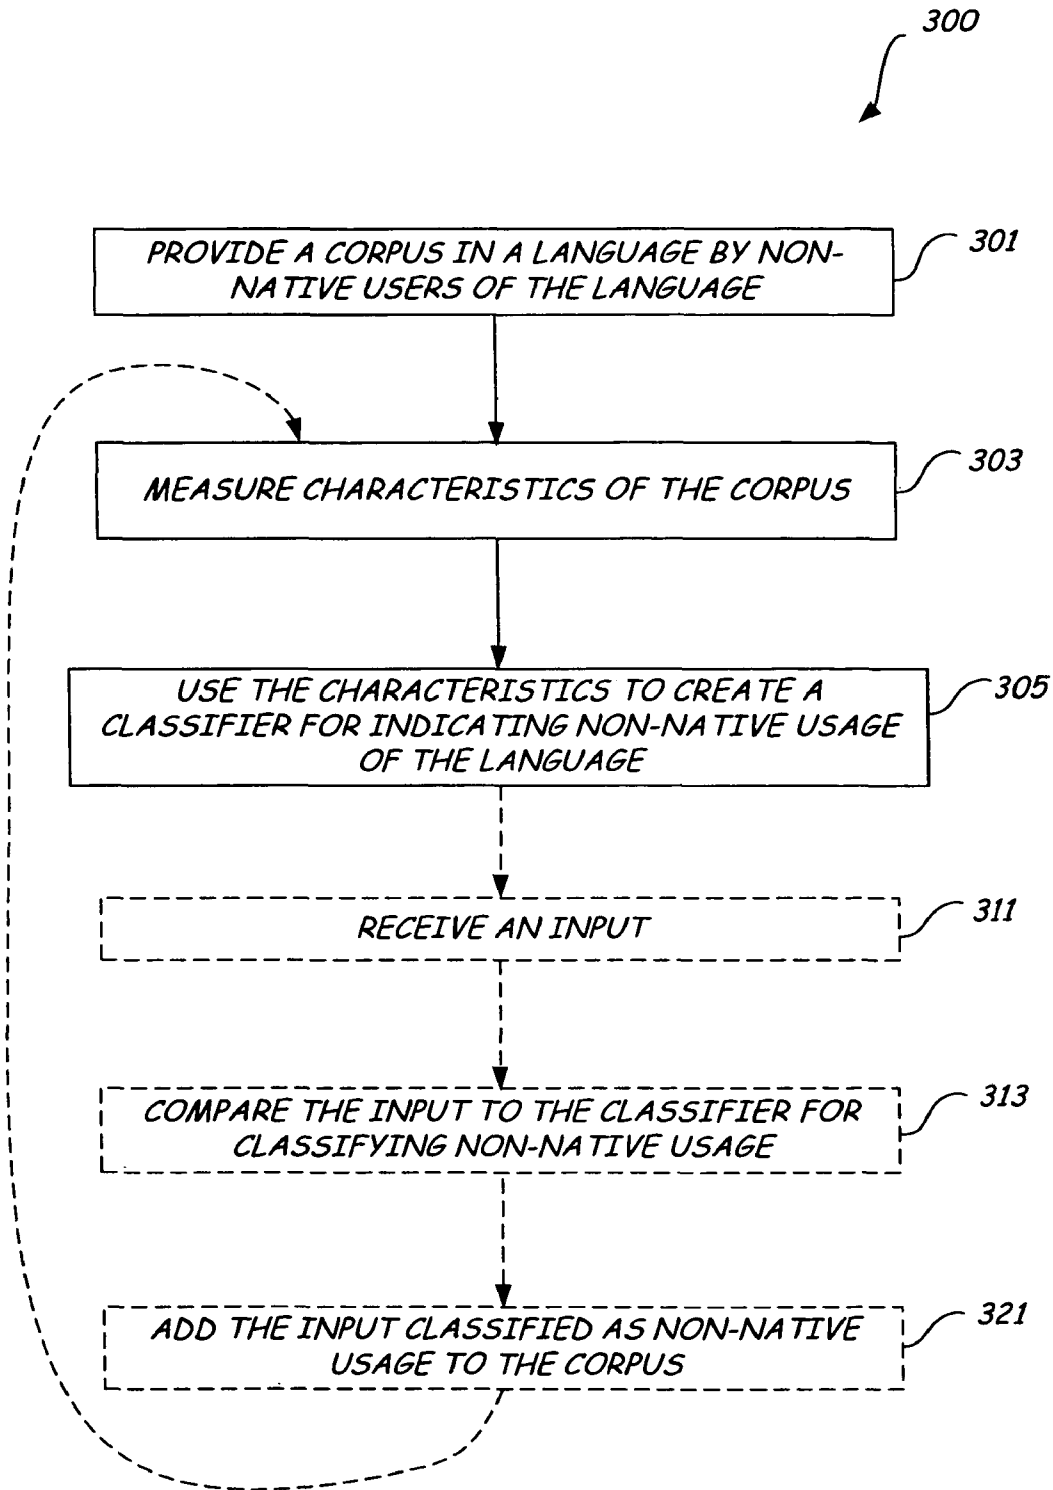 300
PROVIDE A CORPUS IN A LANGUAGE BY NON-
NATIVE USERS OF THE LANGUAGE
301
MEASURE CHARACTERISTICS OF THE CORPUS
303
USE THE CHARACTERISTICS TO CREATE A
CLASSIFIER FOR INDICATING NON-NATIVE USAGE
OF THE LANGUAGE
305
RECEIVE AN INPUT
311
COMPARE THE INPUT TO THE CLASSIFIER FOR
CLASSIFYING NON-NATIVE USAGE
313
ADD THE INPUT CLASSIFIED AS NON-NATIVE
USAGE TO THE CORPUS
321